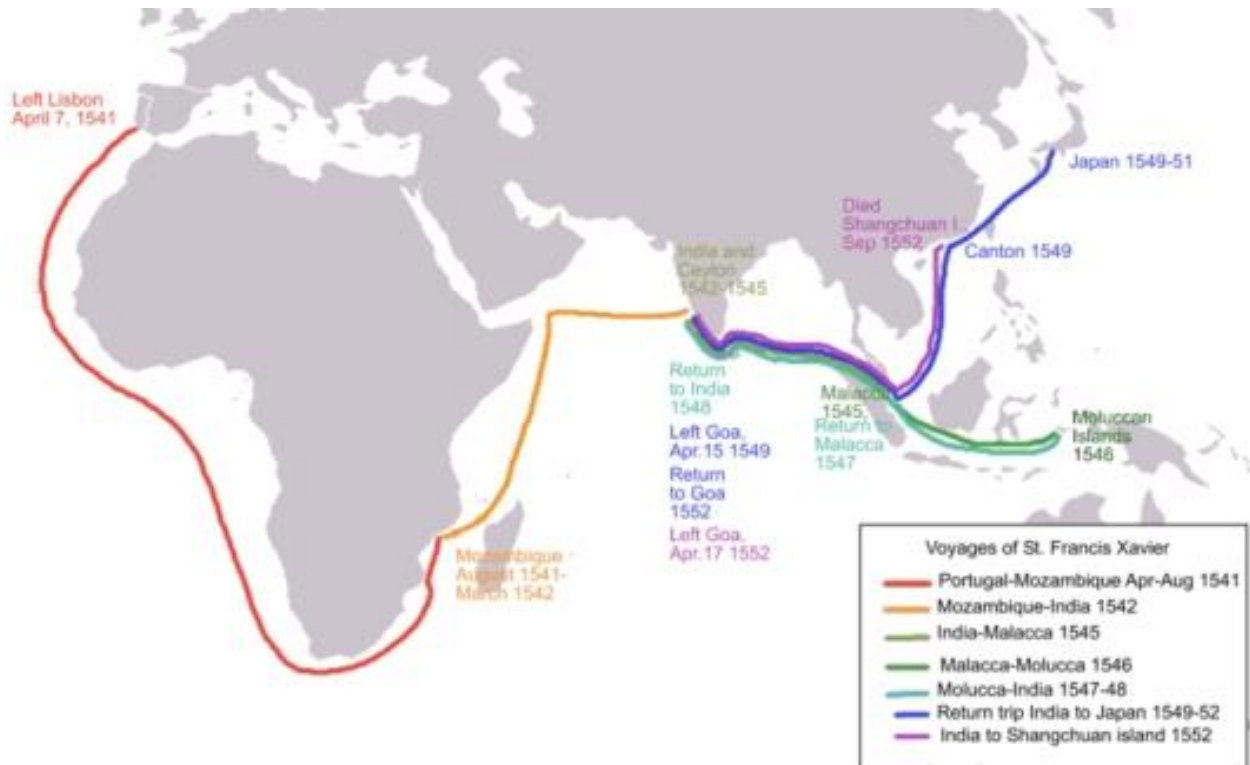 Left Lisbon
April 7, 1541
Japan 1549-51
Died
Shangchuan I.,
Sep 1552
Canton 1549
India and
Ceylon
1542-1545
Return
to India
1548
Malacca
1545,
Return to
Malacca
1547
Moluccan
Islands
1546
Left Goa,
Apr.15 1549
Return
to Goa
1552
Left Goa,
Apr.17 1552
Mozambique -
August 1541-
March 1542
Voyages of St. Francis Xavier
Portugal-Mozambique Apr-Aug 1541
Mozambique-India 1542
India-Malacca 1545
Malacca-Molucca 1546
Molucca-India 1547-48
Return trip India to Japan 1549-52
India to Shangchuan island 1552